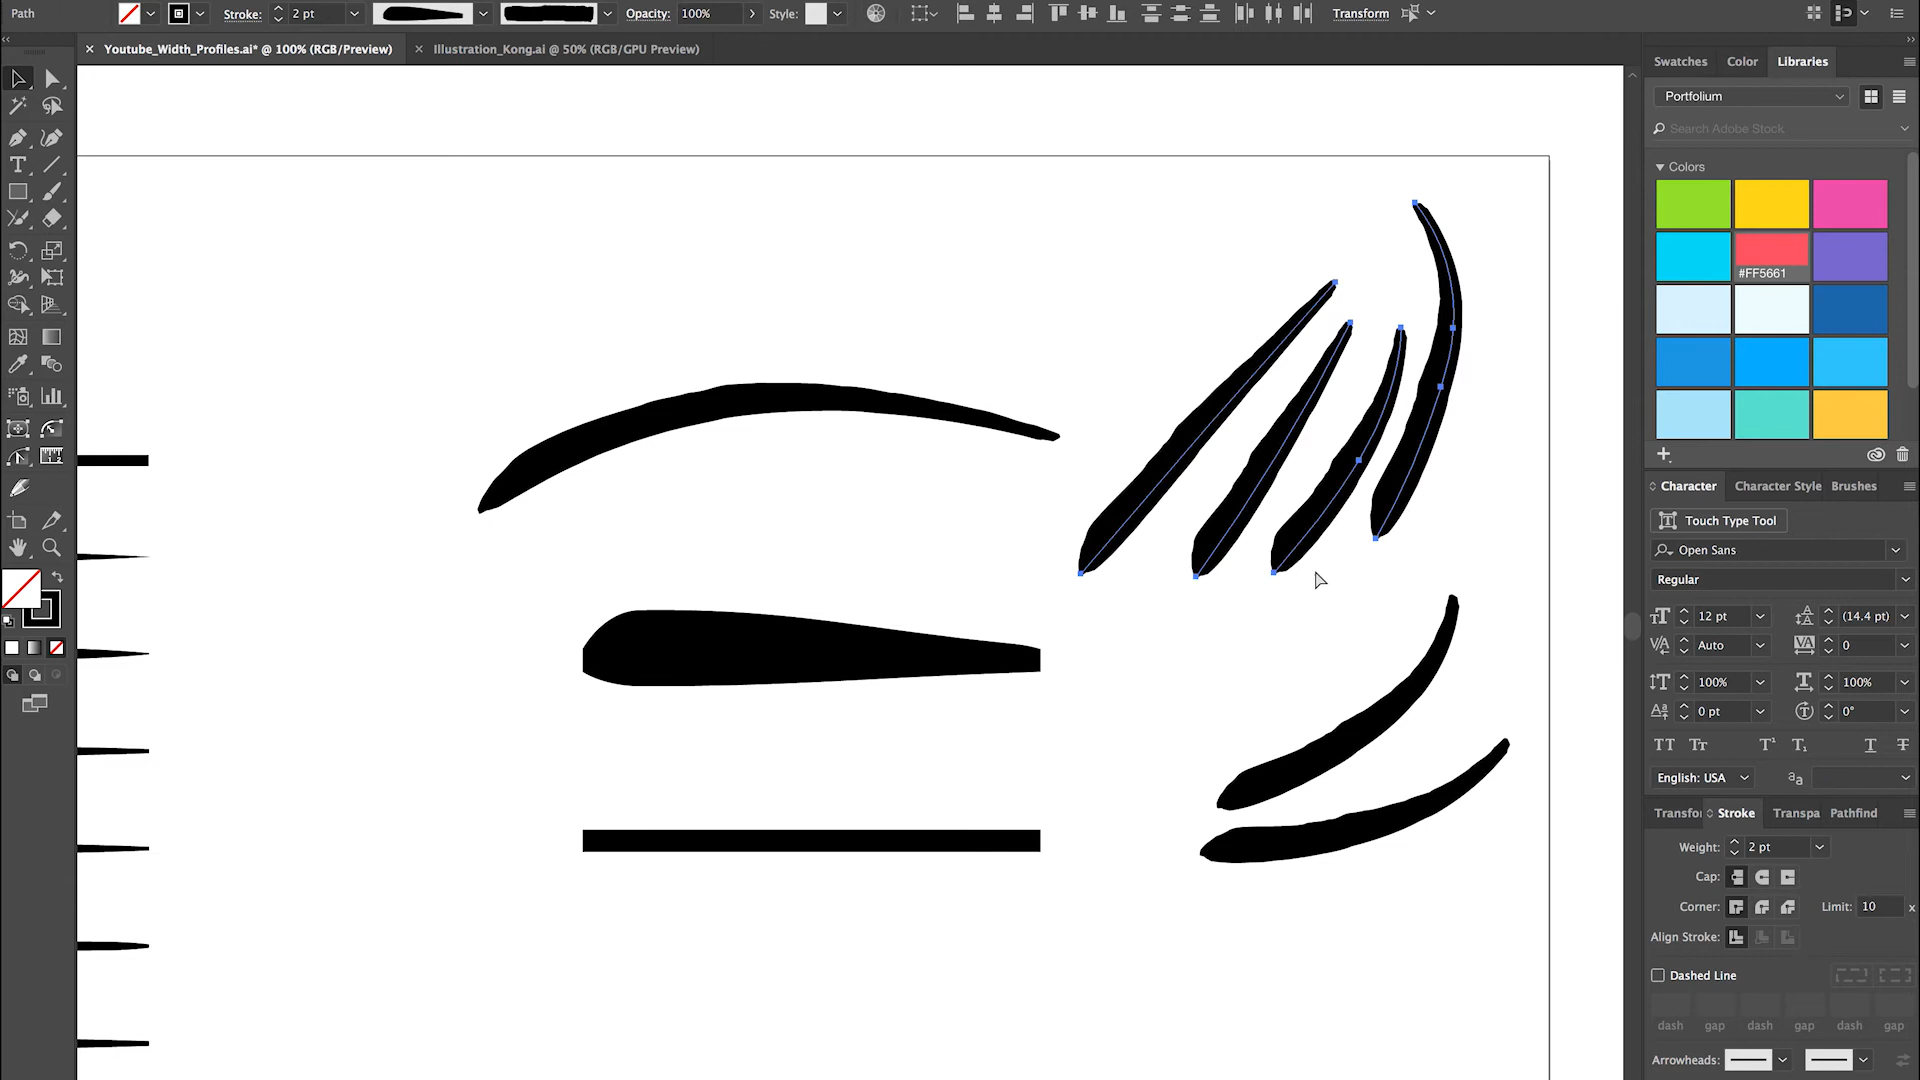 Path
Stroke:
2 pt
Opacity:
100%
Style:
Transform
Youtube_Width_Profiles.ai* @ 100% (RGB/Preview)
Illustration_Kong.ai @ 50% (RGB/GPU Preview)
Swatches
Color
Libraries
Portfolium
Search Adobe Stock
Colors
#FF5661
Character
Character Style
Brushes
Touch Type Tool
Open Sans
Regular
12 pt
(14.4 pt)
Auto
0
100%
100%
0 pt
0°
English: USA
Transfo
Stroke
Transpa
Pathfind
Weight:
2 pt
Cap:
Corner:
Limit:
10
x
Align Stroke:
Dashed Line
dash
gap
dash
gap
dash
gap
Arrowheads: